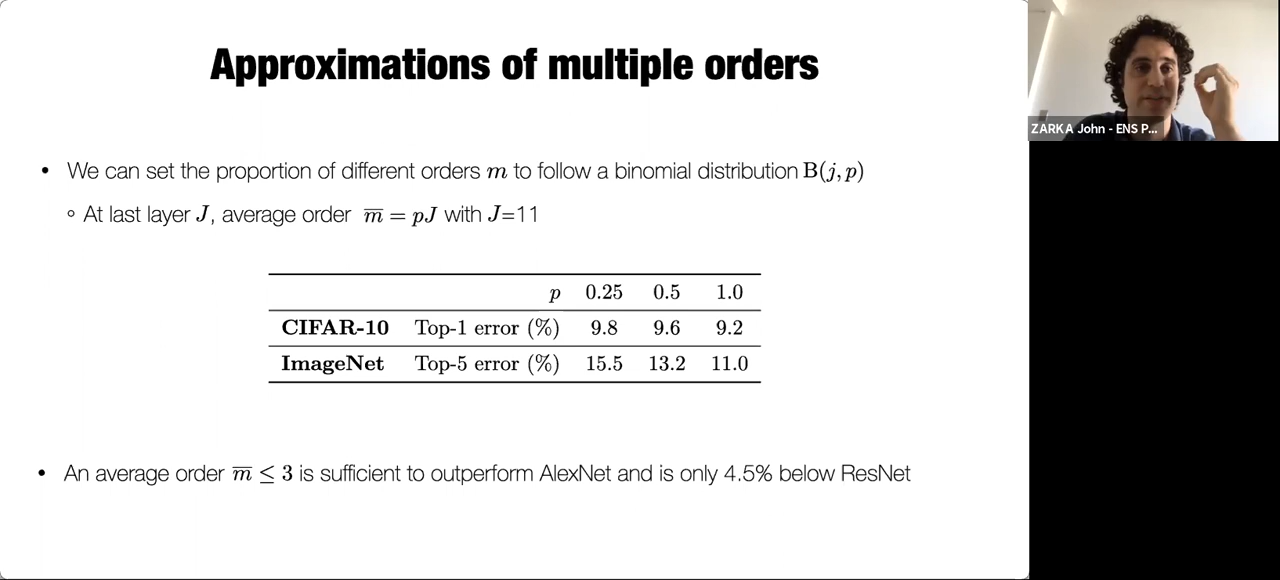 Approximations of multiple orders
ZARKA John - ENS P...
• We can set the proportion of different orders m to follow a binomial distribution B(j, p)
∘ At last layer J, average order m̅ = pJ with J=11
p 0.25 0.5 1.0
CIFAR-10 Top-1 error (%) 9.8 9.6 9.2
ImageNet Top-5 error (%) 15.5 13.2 11.0
• An average order m̅ ≤ 3 is sufficient to outperform AlexNet and is only 4.5% below ResNet